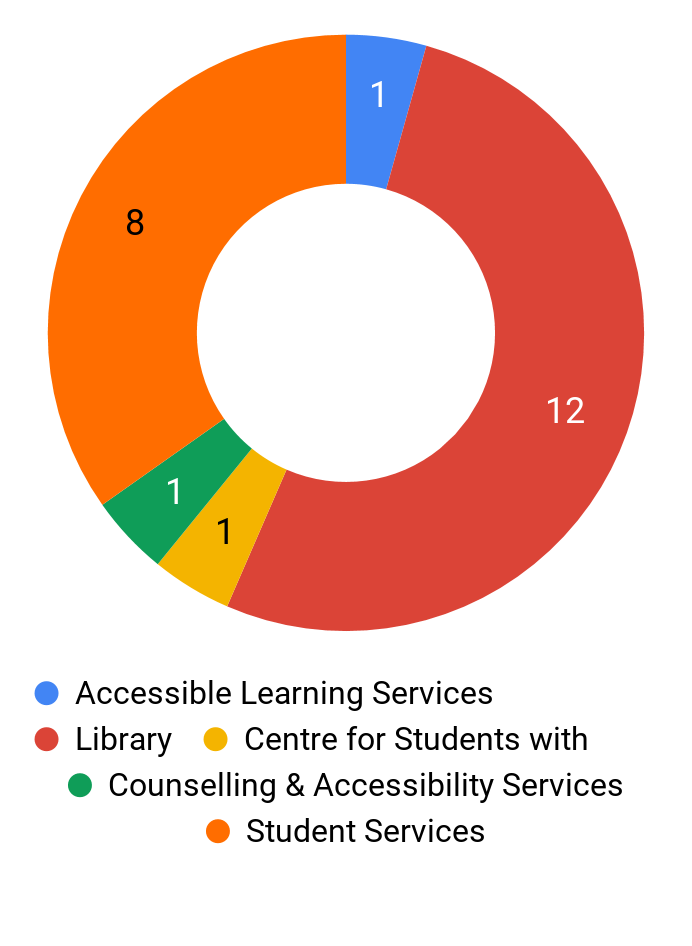 1
8
12
1
1
Accessible Learning Services
Library Centre for Students with
Counselling & Accessibility Services
Student Services